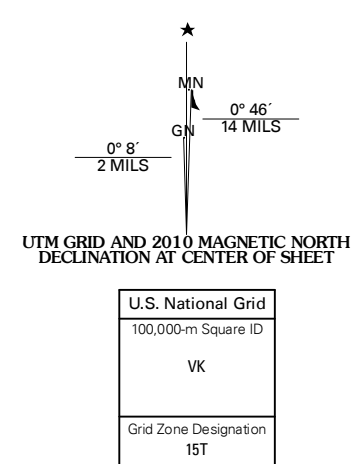 MN
0° 46´
14 MILS
GN
0° 8´
2 MILS
UTM GRID AND 2010 MAGNETIC NORTH
DECLINATION AT CENTER OF SHEET
U.S. National Grid
100,000-m Square ID
VK
Grid Zone Designation
15T